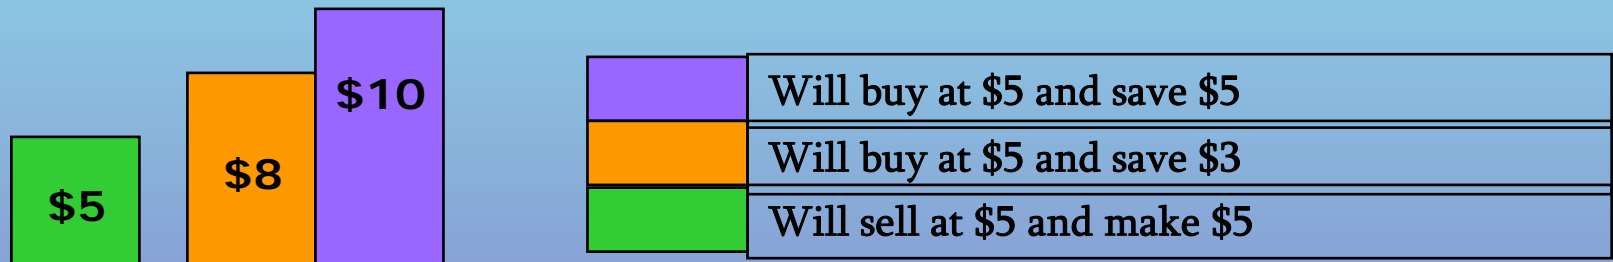 $5
$8
$10
Will buy at $5 and save $5
Will buy at $5 and save $3
Will sell at $5 and make $5